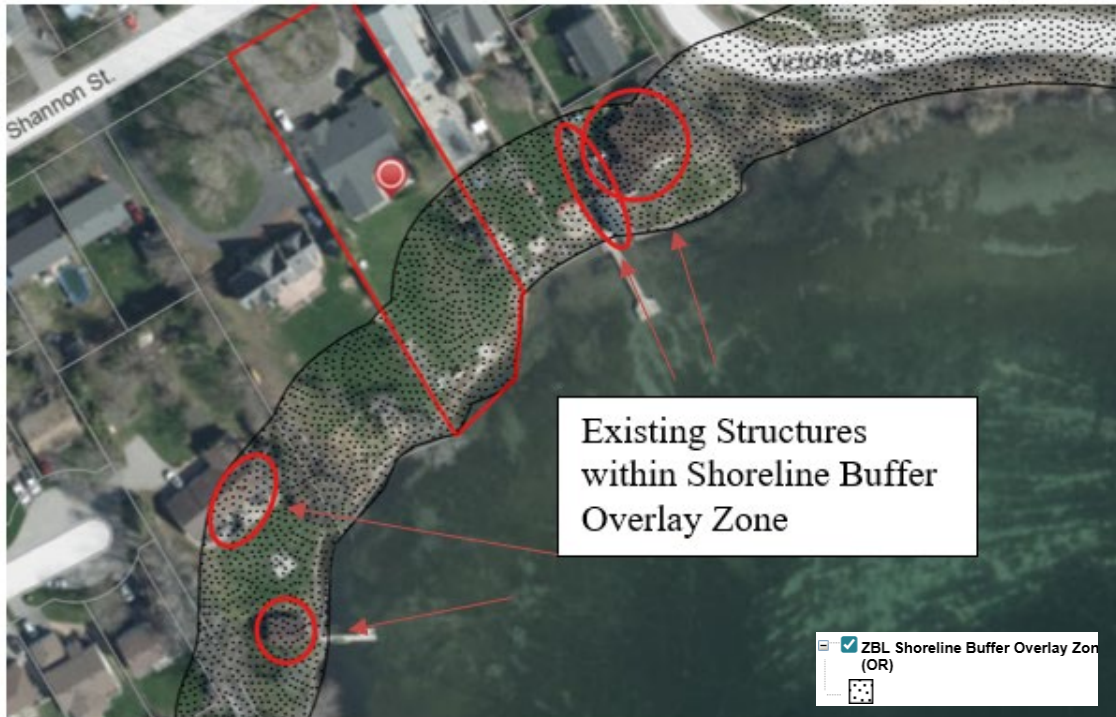 Shannon St.
Victoria Cres
Existing Structures
within Shoreline Buffer
Overlay Zone
ZBL Shoreline Buffer Overlay Zon
(OR)